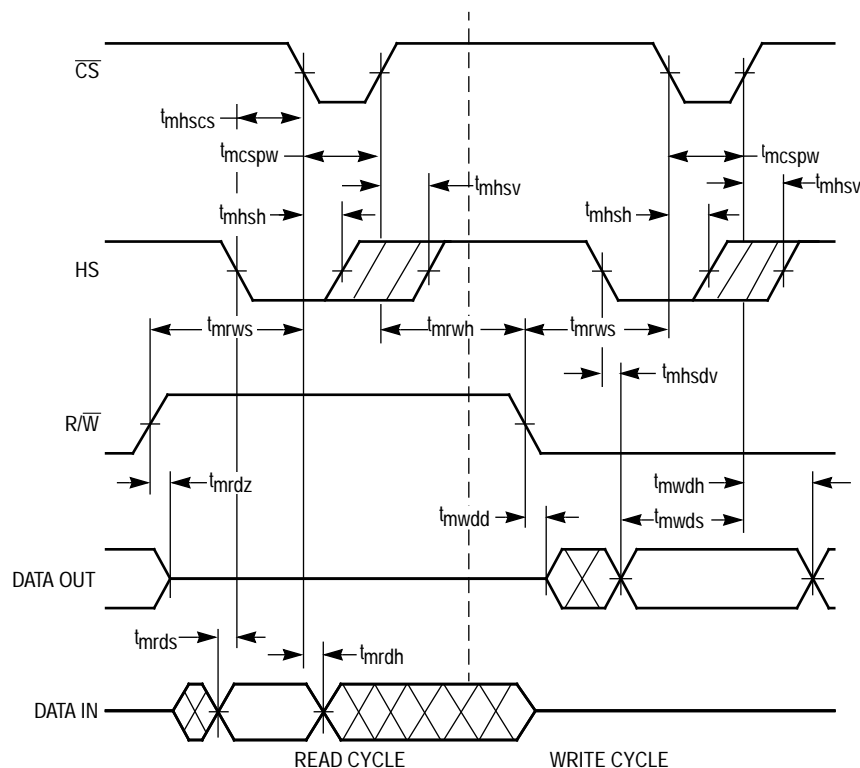 CS
tmhscs
tmcspw
tmcspw
tmhsv
tmhsv
tmhsh
tmhsh
HS
tmrws
tmrwh
tmrws
tmhsdv
R/W
tmrdz
tmwdh
tmwdd
tmwds
DATA OUT
tmrds
tmrdh
DATA IN
READ CYCLE
WRITE CYCLE